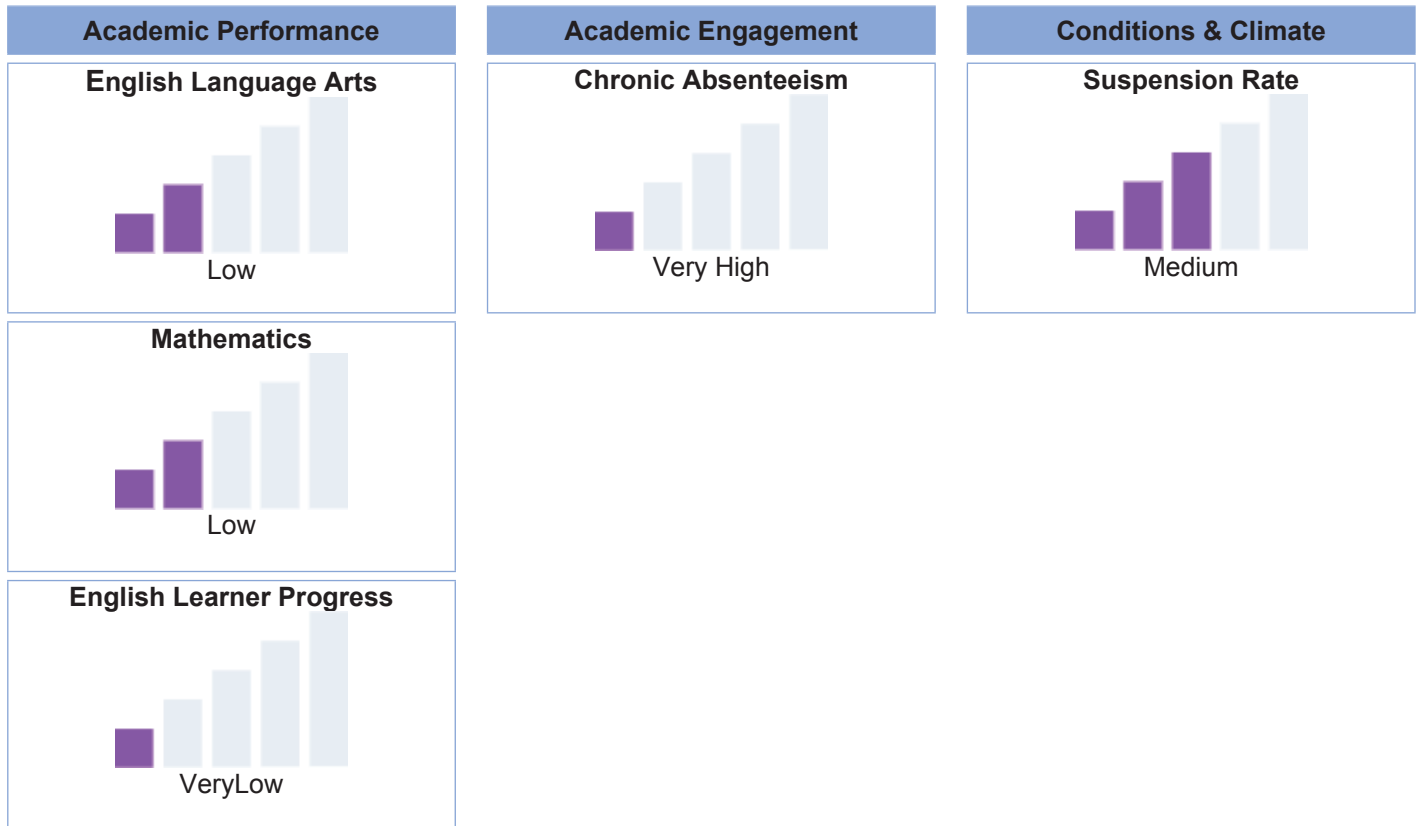 Academic Performance
Academic Engagement
Conditions & Climate
English Language Arts
Low
Chronic Absenteeism
Very High
Suspension Rate
Medium
Mathematics
Low
English Learner Progress
VeryLow